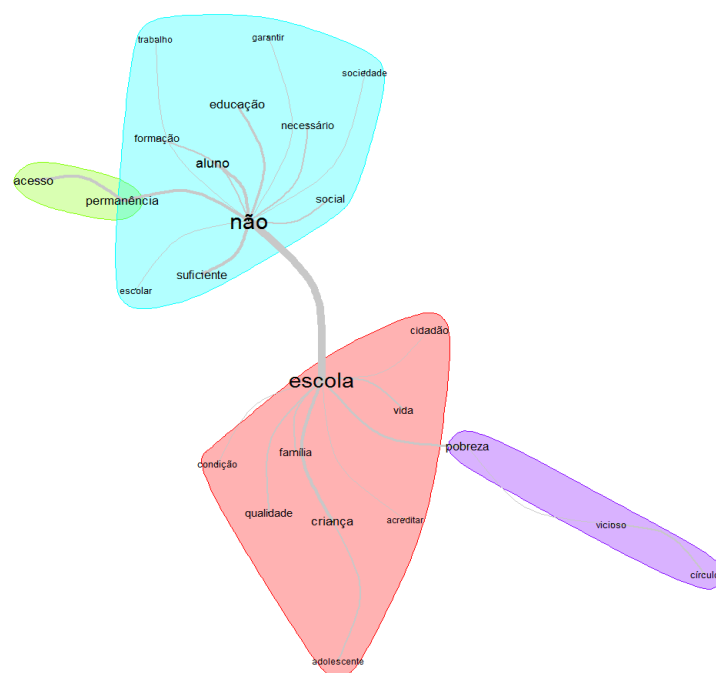 trabalho
garantir
sociedade
educação
necessário
formação
aluno
acesso
permanência
social
não
suficiente
escolar
cidadão
escola
vida
pobreza
família
condição
qualidade
criança
acreditar
vicioso
círculo
adolescente